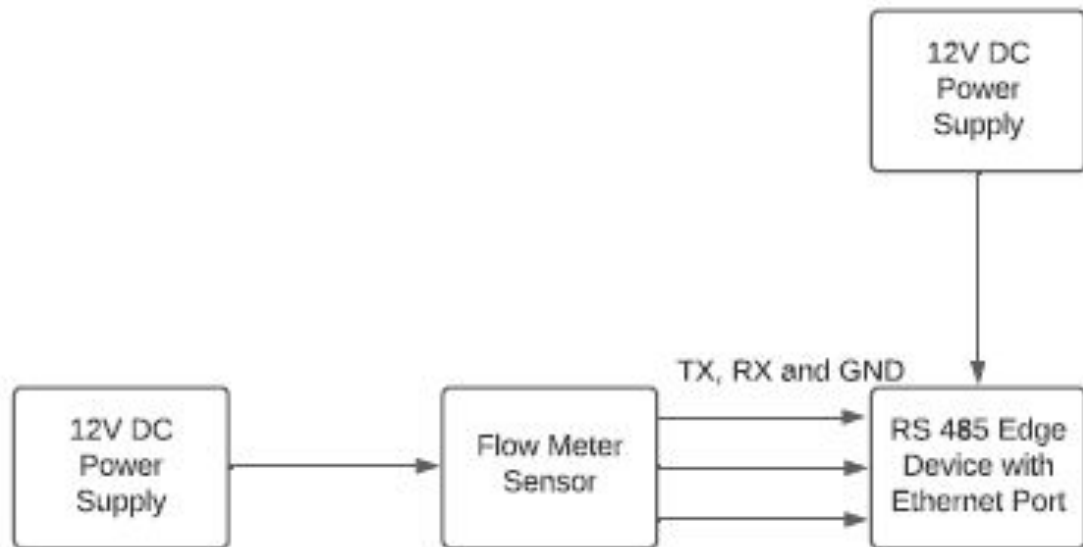 12V DC
Power
Supply
TX, RX and GND
12V DC
Power
Supply
Flow Meter
Sensor
RS 485 Edge
Device with
Ethernet Port